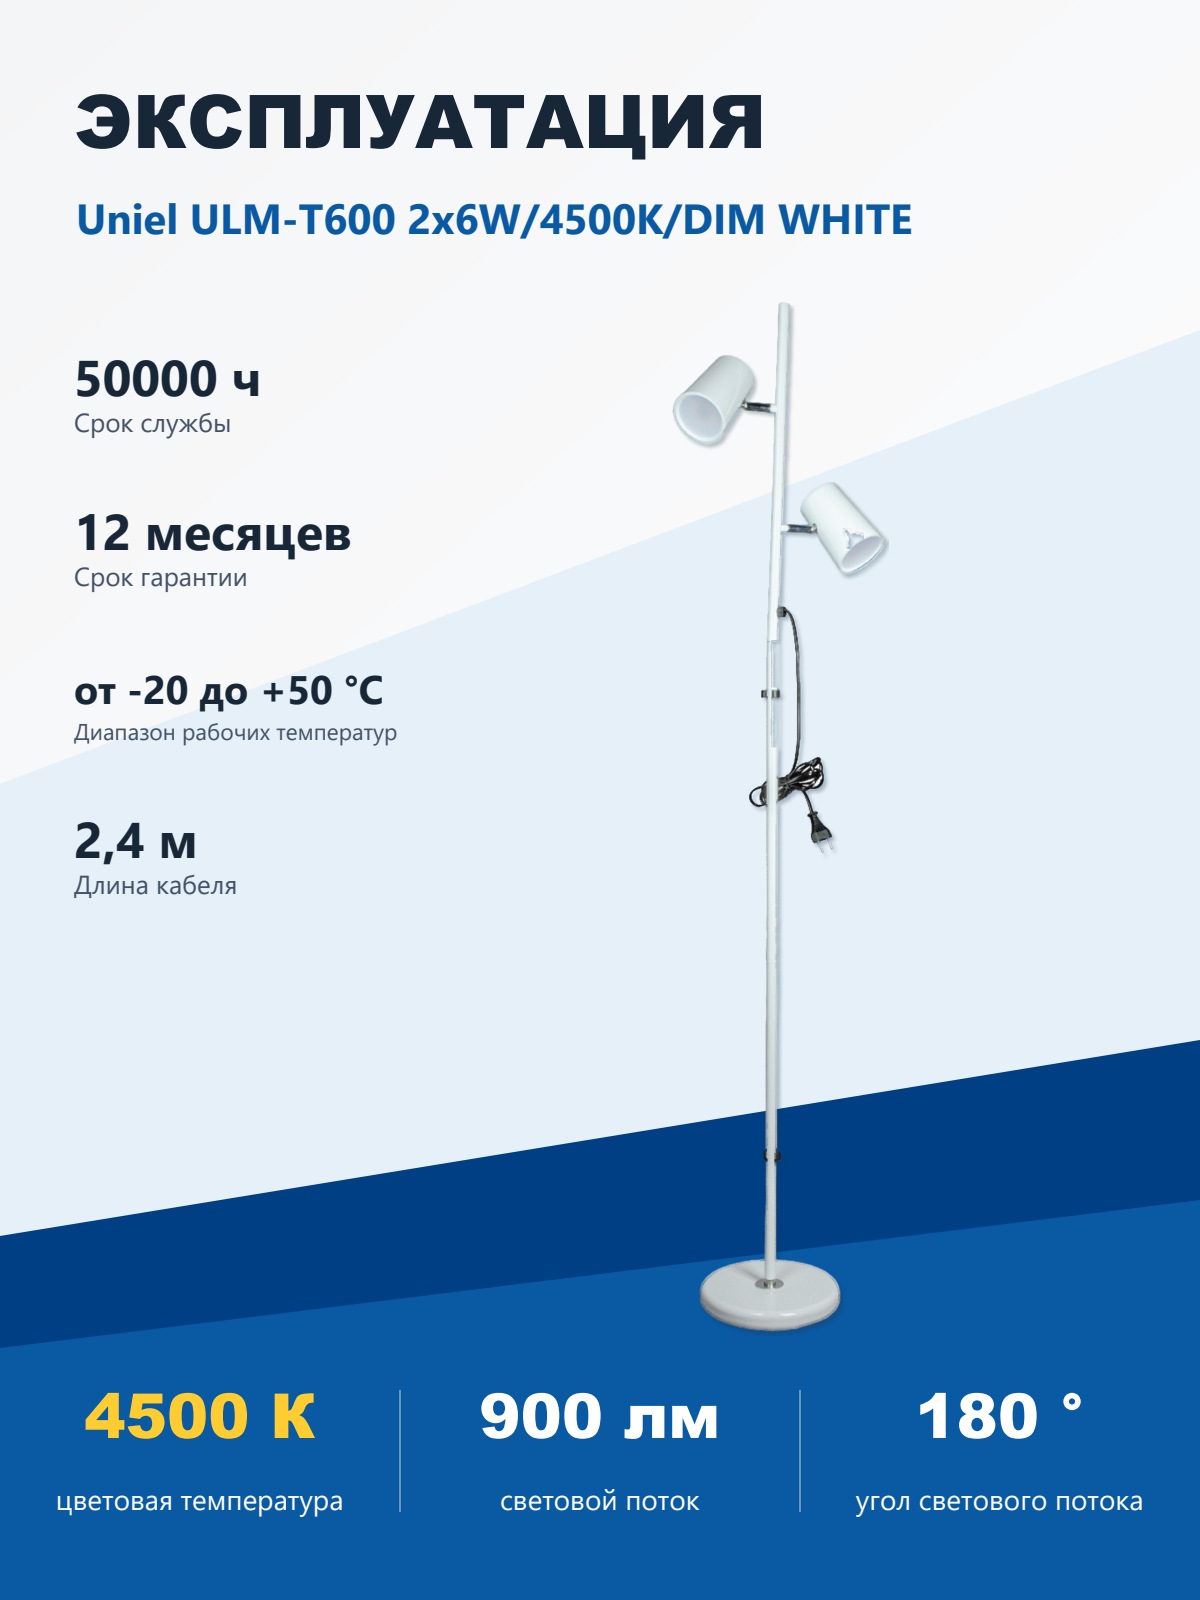 ЭКСПЛУАТАЦИЯ
Uniel ULM-T600 2x6W/4500K/DIM WHITE
50000 ч
Срок службы
12 месяцев
Срок гарантии
от -20 до +50 °C
Диапазон рабочих температур
2,4 м
Длина кабеля
4500 К
цветовая температура
900 лм
световой поток
180 °
угол светового потока